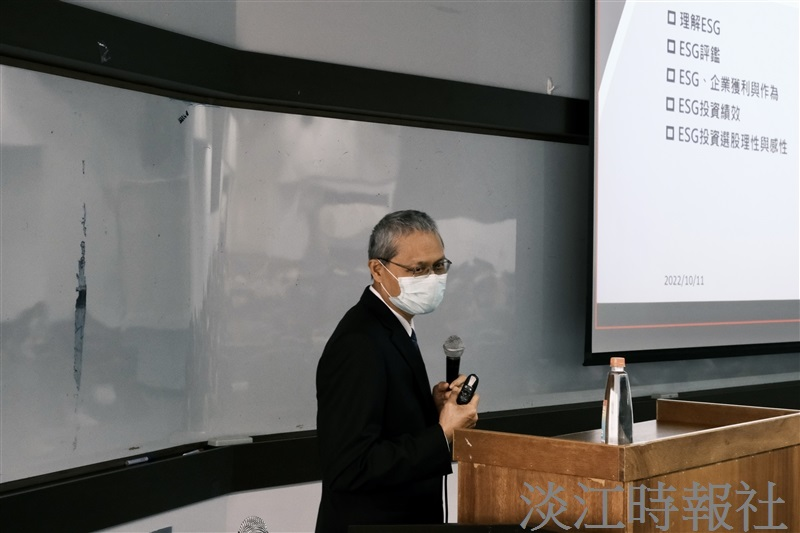 理解ESG
ESG評鑑
ESG、企業獲利與作為
ESG投資績效
ESG投資選股理性與感性
2022/10/11
淡江時報社